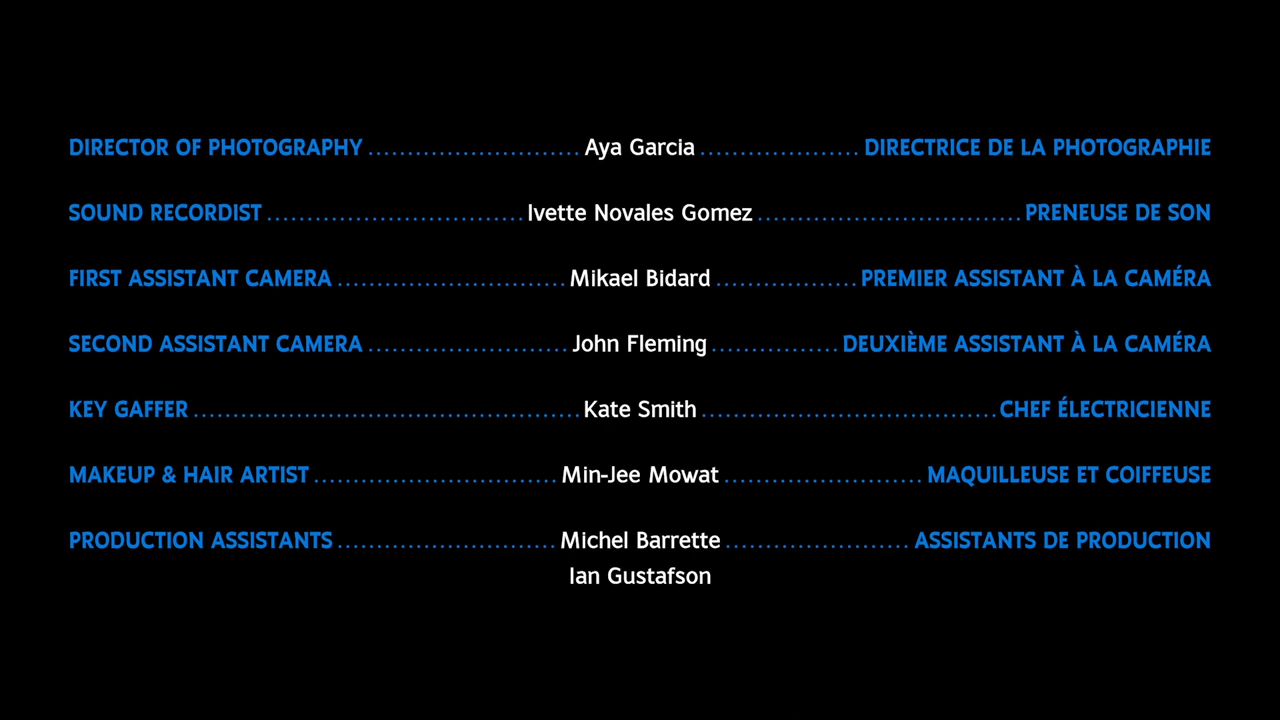 DIRECTOR OF PHOTOGRAPHY ........................... Aya Garcia .................... DIRECTRICE DE LA PHOTOGRAPHIE
SOUND RECORDIST ................................. Ivette Novales Gomez .................................. PRENEUSE DE SON
FIRST ASSISTANT CAMERA ............................. Mikael Bidard .................. PREMIER ASSISTANT À LA CAMÉRA
SECOND ASSISTANT CAMERA .......................... John Fleming ................ DEUXIÈME ASSISTANT À LA CAMÉRA
KEY GAFFER ................................................. Kate Smith ...................................... CHEF ÉLECTRICIENNE
MAKEUP & HAIR ARTIST ............................... Min-Jee Mowat .......................... MAQUILLEUSE ET COIFFEUSE
PRODUCTION ASSISTANTS ............................ Michel Barrette ........................ ASSISTANTS DE PRODUCTION
Ian Gustafson